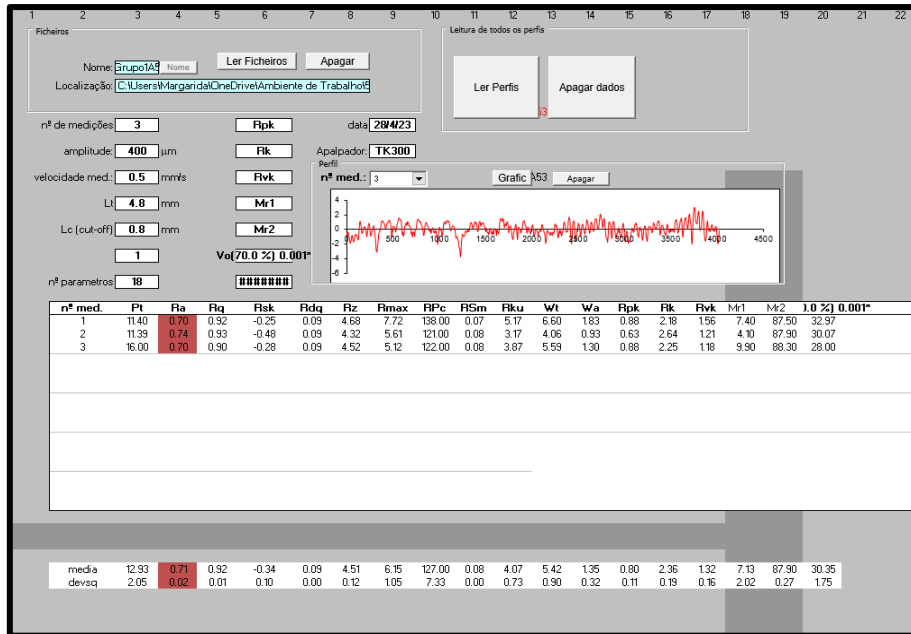 1 2 3 4 5 6 7 8 9 10 11 12 13 14 15 16 17 18 19 20 21 22
Ficheiros
Leitura de todos os perfis
Nome: Grupo1A5 Nome Ler Ficheiros Apagar
Localização: C:\Users\Margarida\OneDrive\Ambiente de Trabalho\5
Ler Perfis Apagar dados
53
nº de medições 3 Rpk data 28/4/23
amplitude: 400 µm Rk Apalpador: TK300
Perfil
velocidade med.: 0.5 mm/s Rvk nº med.: 3 Grafic A53 Apagar
Lt 4.8 mm Mr1
Lc (cut-off) 0.8 mm Mr2
1 Vo(70.0 %) 0.001*
nº parametros 18 #######
4
2
0
-2
-4
-6
0 500 1000 1500 2000 2500 3000 3500 4000 4500
nº med. Pt Ra Rq Rsk Rdq Rz Rmax RPc RSm Rku Wt Wa Rpk Rk Rvk Mr1 Mr2 ).0 %) 0.001*
1 11.40 0.70 0.92 -0.25 0.09 4.68 7.72 138.00 0.07 5.17 6.60 1.83 0.88 2.18 1.56 7.40 87.50 32.97
2 11.39 0.74 0.93 -0.48 0.09 4.32 5.61 121.00 0.08 3.17 4.06 0.93 0.63 2.64 1.21 4.10 87.90 30.07
3 16.00 0.70 0.90 -0.28 0.09 4.52 5.12 122.00 0.08 3.87 5.59 1.30 0.88 2.25 1.18 9.90 88.30 28.00
media 12.93 0.71 0.92 -0.34 0.09 4.51 6.15 127.00 0.08 4.07 5.42 1.35 0.80 2.36 1.32 7.13 87.90 30.35
devsq 2.05 0.02 0.01 0.10 0.00 0.12 1.05 7.33 0.00 0.73 0.90 0.32 0.11 0.19 0.16 2.02 0.27 1.75